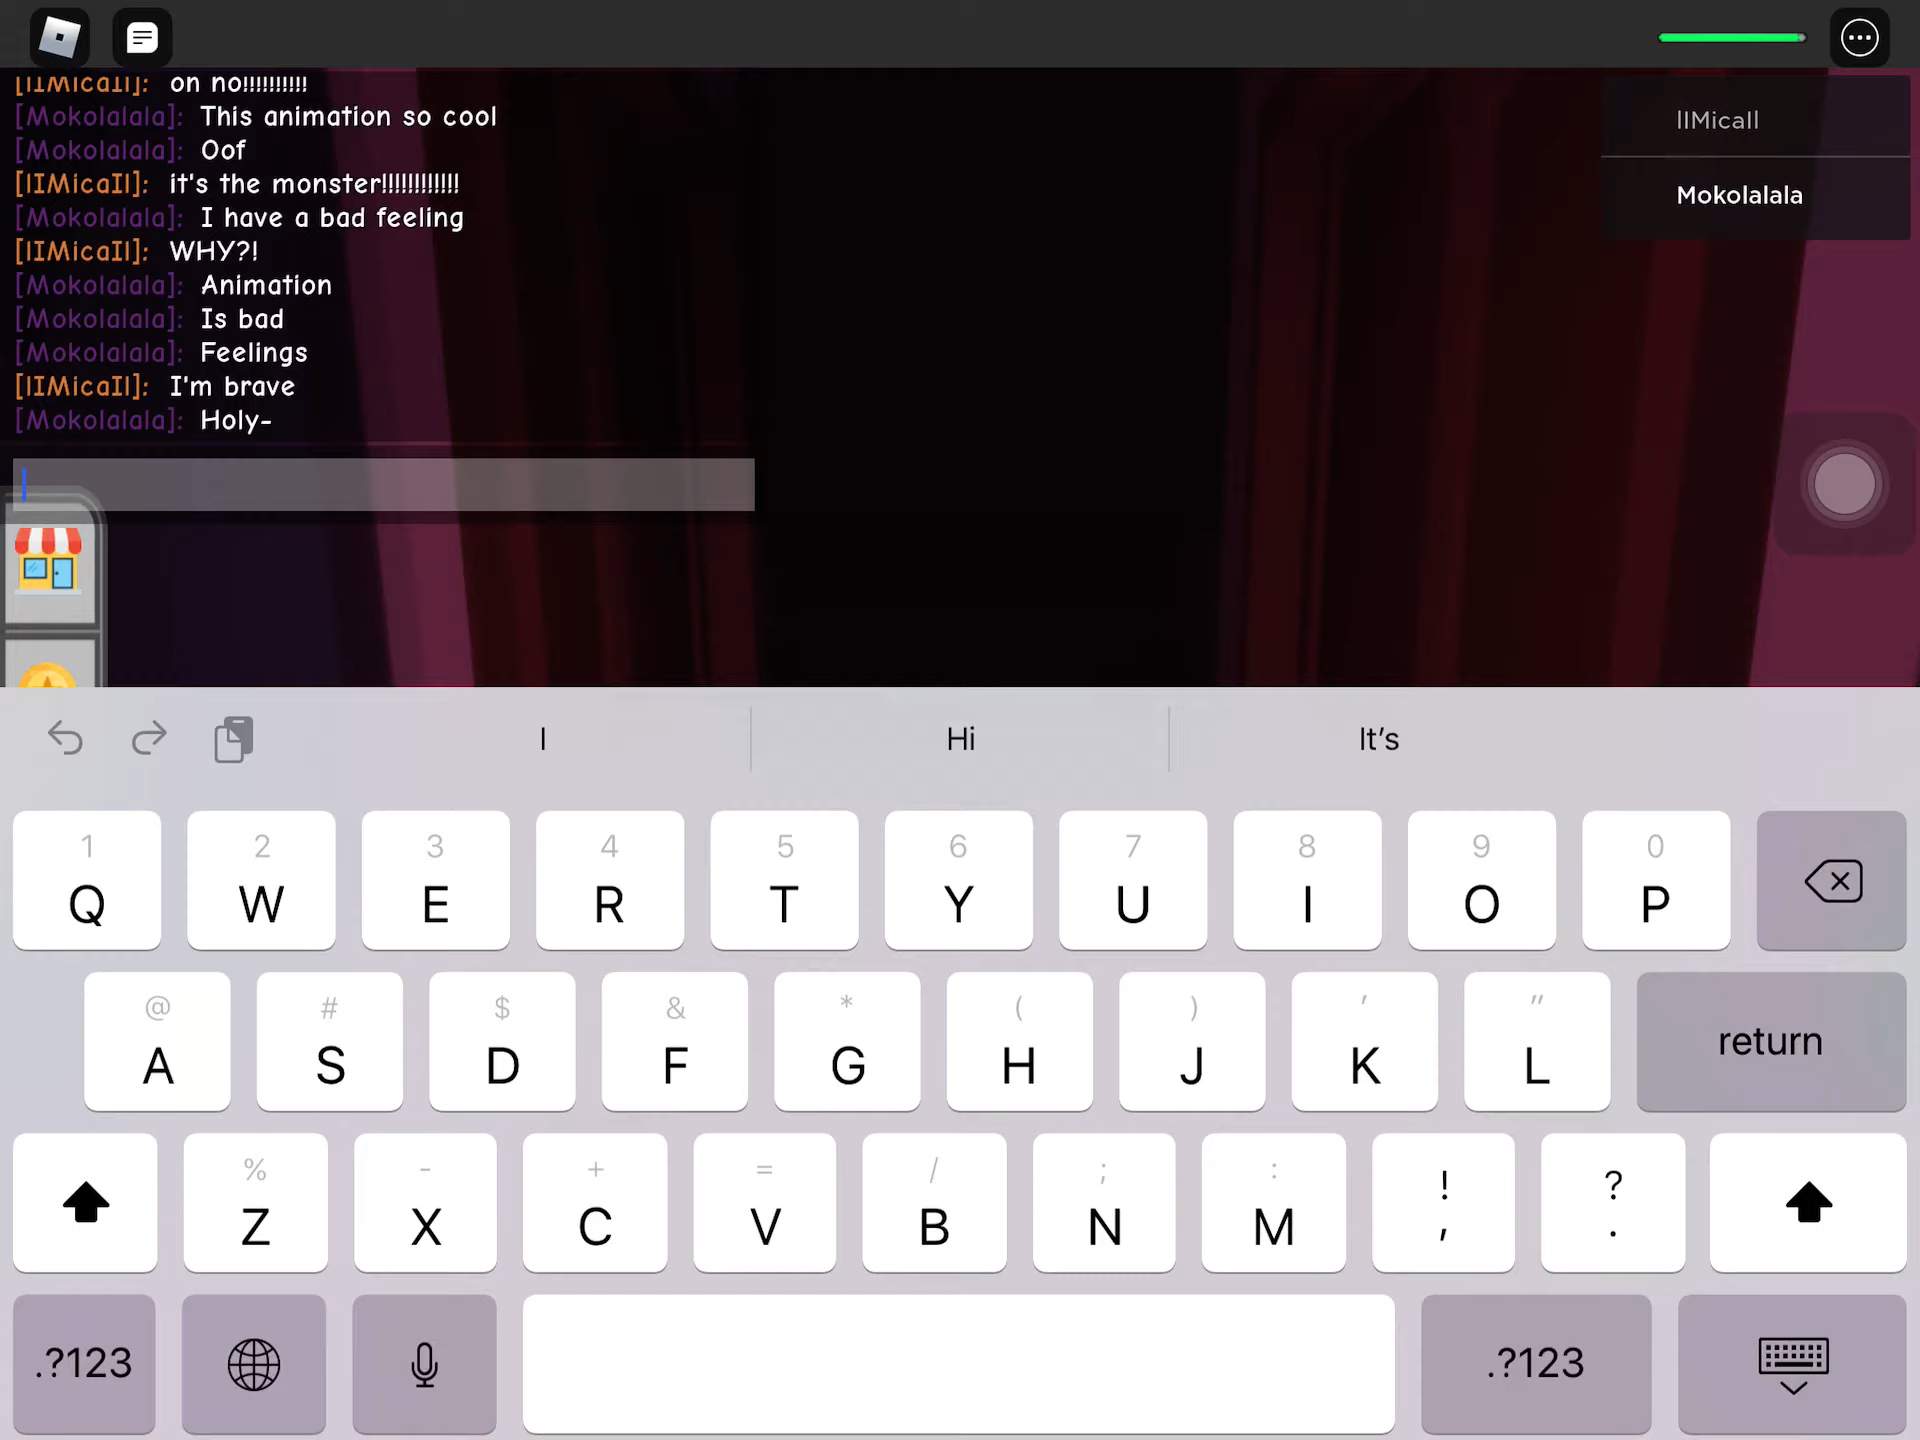 [IIMicaII]: on no!!!!!!!!!!
[Mokolalala]: This animation so cool
[Mokolalala]: Oof
[IIMicaII]: it's the monster!!!!!!!!!!!!
[Mokolalala]: I have a bad feeling
[IIMicaII]: WHY?!
[Mokolalala]: Animation
[Mokolalala]: Is bad
[Mokolalala]: Feelings
[IIMicaII]: I'm brave
[Mokolalala]: Holy-
IIMicaII
Mokolalala
I Hi It’s
1 2 3 4 5 6 7 8 9 0
Q W E R T Y U I O P
@ # $ & * ( ) ' "
A S D F G H J K L return
% - + = / ; : ! ?
Z X C V B N M , .
.?123 .?123